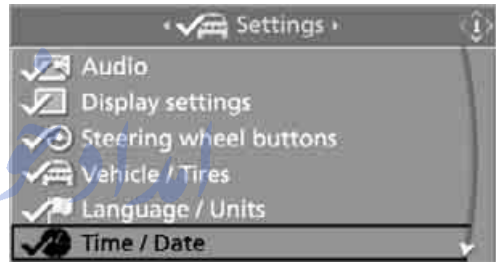 Settings
Audio
Display settings
Steering wheel buttons
Vehicle / Tires
Language / Units
Time / Date